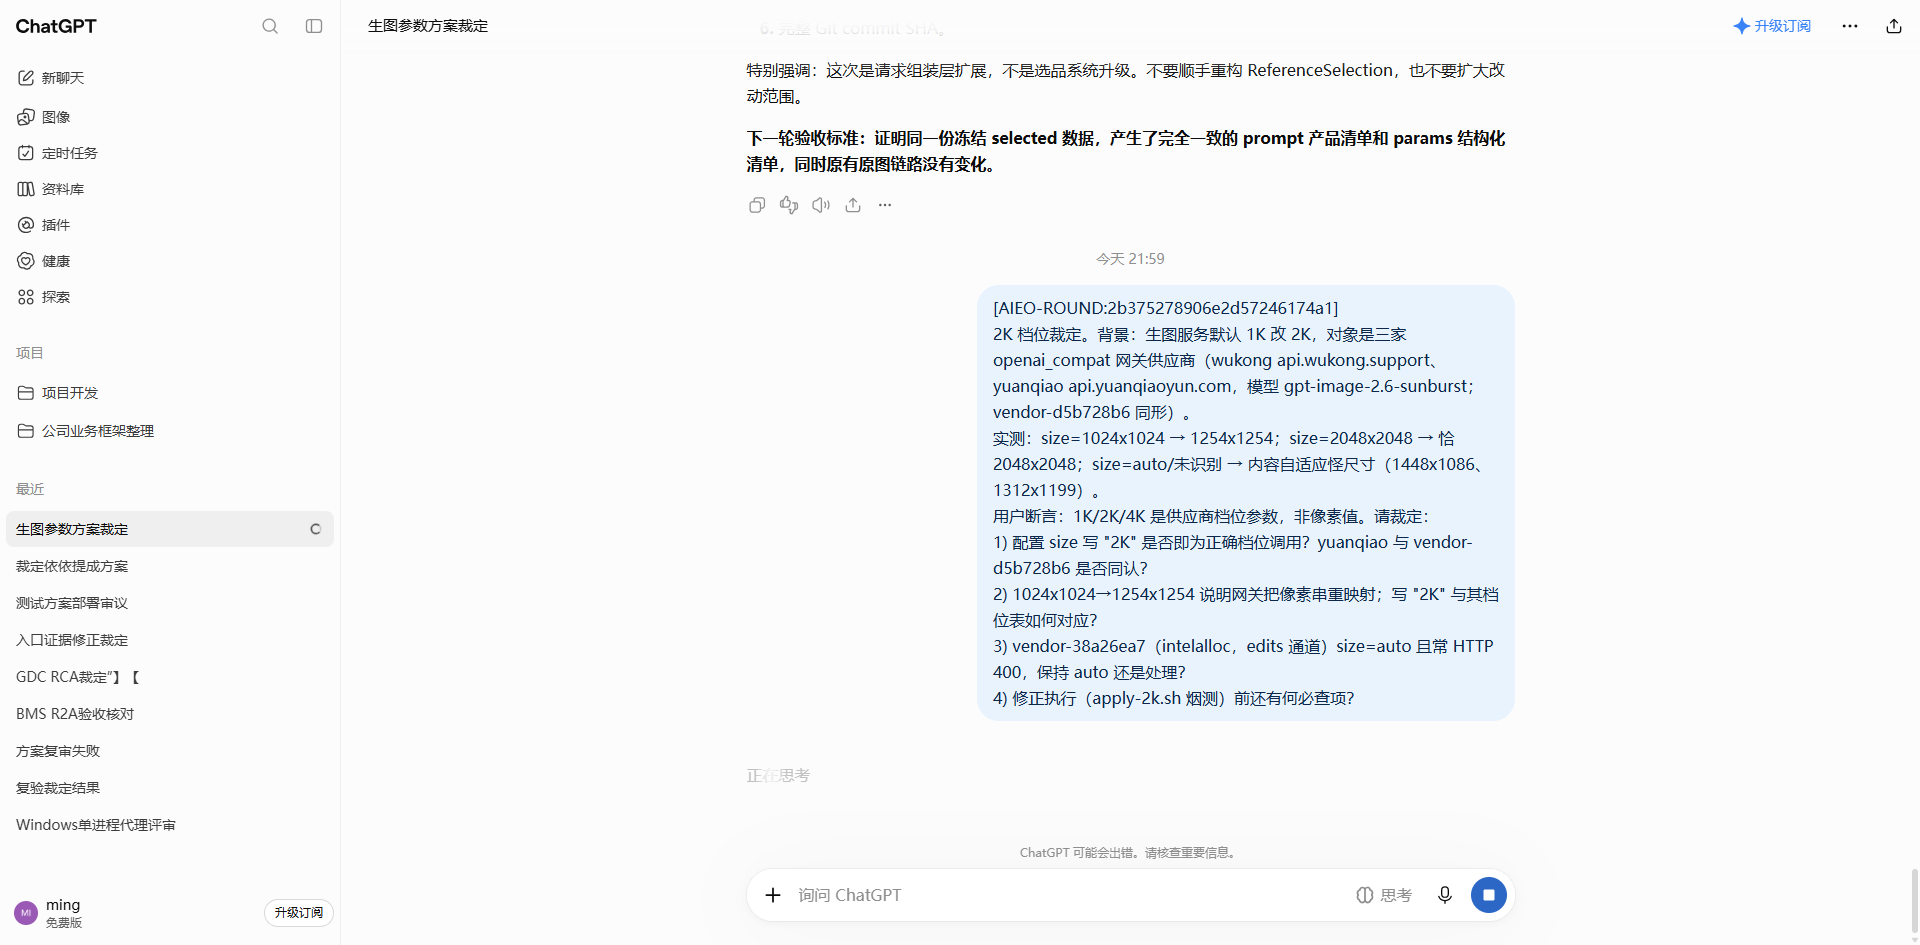 ChatGPT
新聊天
图像
定时任务
资料库
插件
健康
探索
项目
项目开发
公司业务框架整理
最近
生图参数方案裁定
裁定依依提成方案
测试方案部署审议
入口证据修正裁定
GDC RCA裁定"】【
BMS R2A验收核对
方案复审失败
复验裁定结果
Windows单进程代理评审
MI
ming
免费版
升级订阅
生图参数方案裁定
升级订阅
6. 完整 Git commit SHA。
特别强调：这次是请求组装层扩展，不是选品系统升级。不要顺手重构 ReferenceSelection，也不要扩大改
动范围。
下一轮验收标准：证明同一份冻结 selected 数据，产生了完全一致的 prompt 产品清单和 params 结构化
清单，同时原有原图链路没有变化。
今天 21:59
[AIEO-ROUND:2b375278906e2d57246174a1]
2K 档位裁定。背景：生图服务默认 1K 改 2K，对象是三家
openai_compat 网关供应商（wukong api.wukong.support、
yuanqiao api.yuanqiaoyun.com，模型 gpt-image-2.6-sunburst；
vendor-d5b728b6 同形）。
实测：size=1024x1024 → 1254x1254；size=2048x2048 → 恰
2048x2048；size=auto/未识别 → 内容自适应怪尺寸（1448x1086、
1312x1199）。
用户断言：1K/2K/4K 是供应商档位参数，非像素值。请裁定：
1) 配置 size 写 "2K" 是否即为正确档位调用？yuanqiao 与 vendor-
d5b728b6 是否同认？
2) 1024x1024→1254x1254 说明网关把像素串重映射；写 "2K" 与其档
位表如何对应？
3) vendor-38a26ea7（intelalloc，edits 通道）size=auto 且常 HTTP
400，保持 auto 还是处理？
4) 修正执行（apply-2k.sh 烟测）前还有何必查项？
正在思考
ChatGPT 可能会出错。请核查重要信息。
询问 ChatGPT
思考